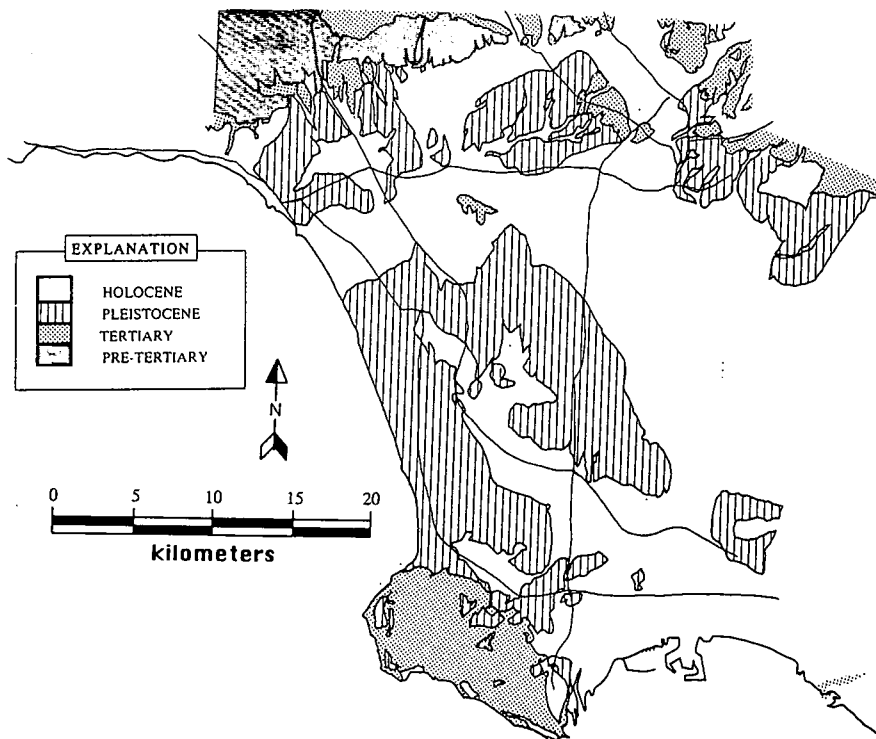 EXPLANATION
HOLOCENE
PLEISTOCENE
TERTIARY
PRE-TERTIARY
N
0 5 10 15 20
kilometers